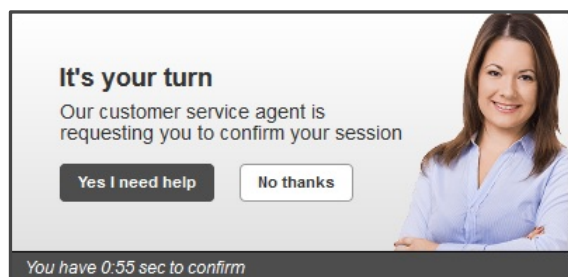 It's your turn
Our customer service agent is
requesting you to confirm your session
Yes I need help
No thanks
You have 0:55 sec to confirm